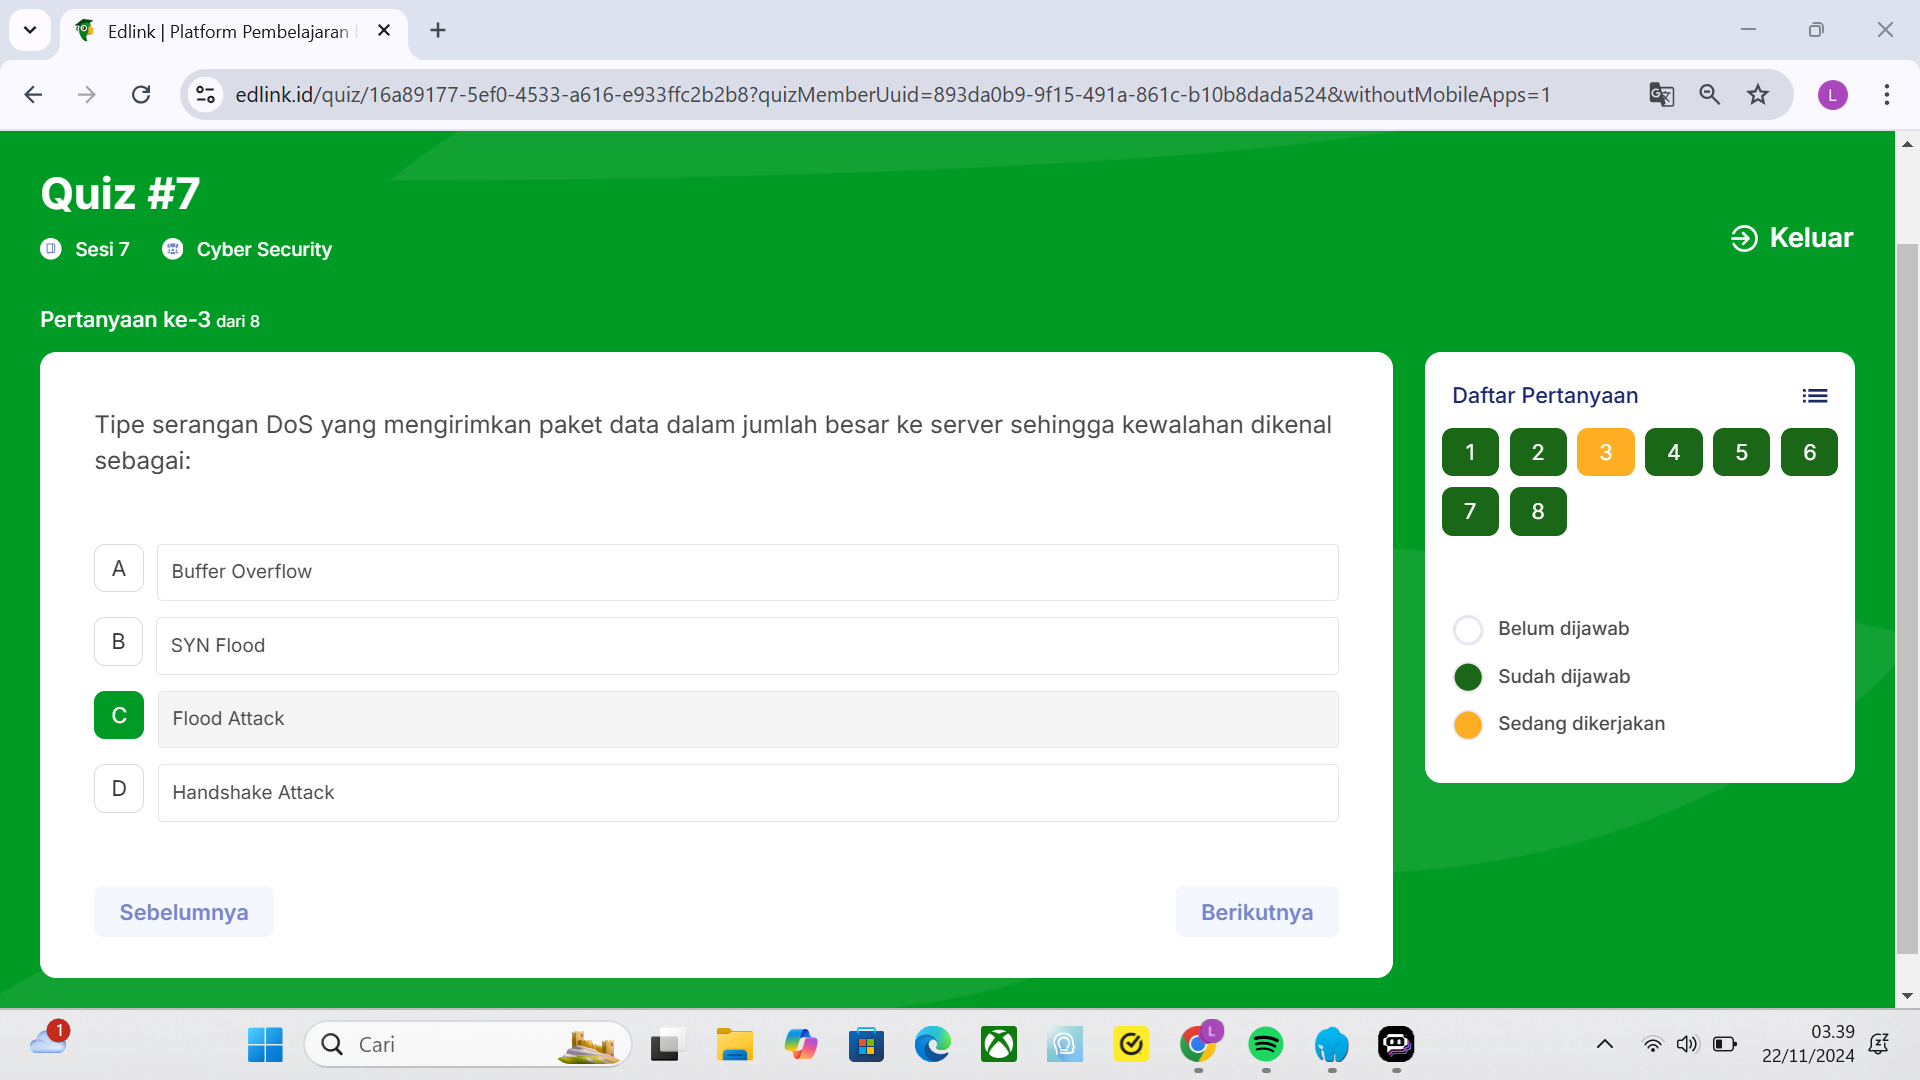 Edlink | Platform Pembelajaran
edlink.id/quiz/16a89177-5ef0-4533-a616-e933ffc2b2b8?quizMemberUuid=893da0b9-9f15-491a-861c-b10b8dada524&withoutMobileApps=1
L
Quiz #7
Sesi 7
Cyber Security
Keluar
Pertanyaan ke-3 dari 8
Tipe serangan DoS yang mengirimkan paket data dalam jumlah besar ke server sehingga kewalahan dikenal
sebagai:
A
Buffer Overflow
B
SYN Flood
C
Flood Attack
D
Handshake Attack
Sebelumnya
Berikutnya
Daftar Pertanyaan
1 2 3 4 5 6
7 8
Belum dijawab
Sudah dijawab
Sedang dikerjakan
1
Cari
L
03.39
22/11/2024